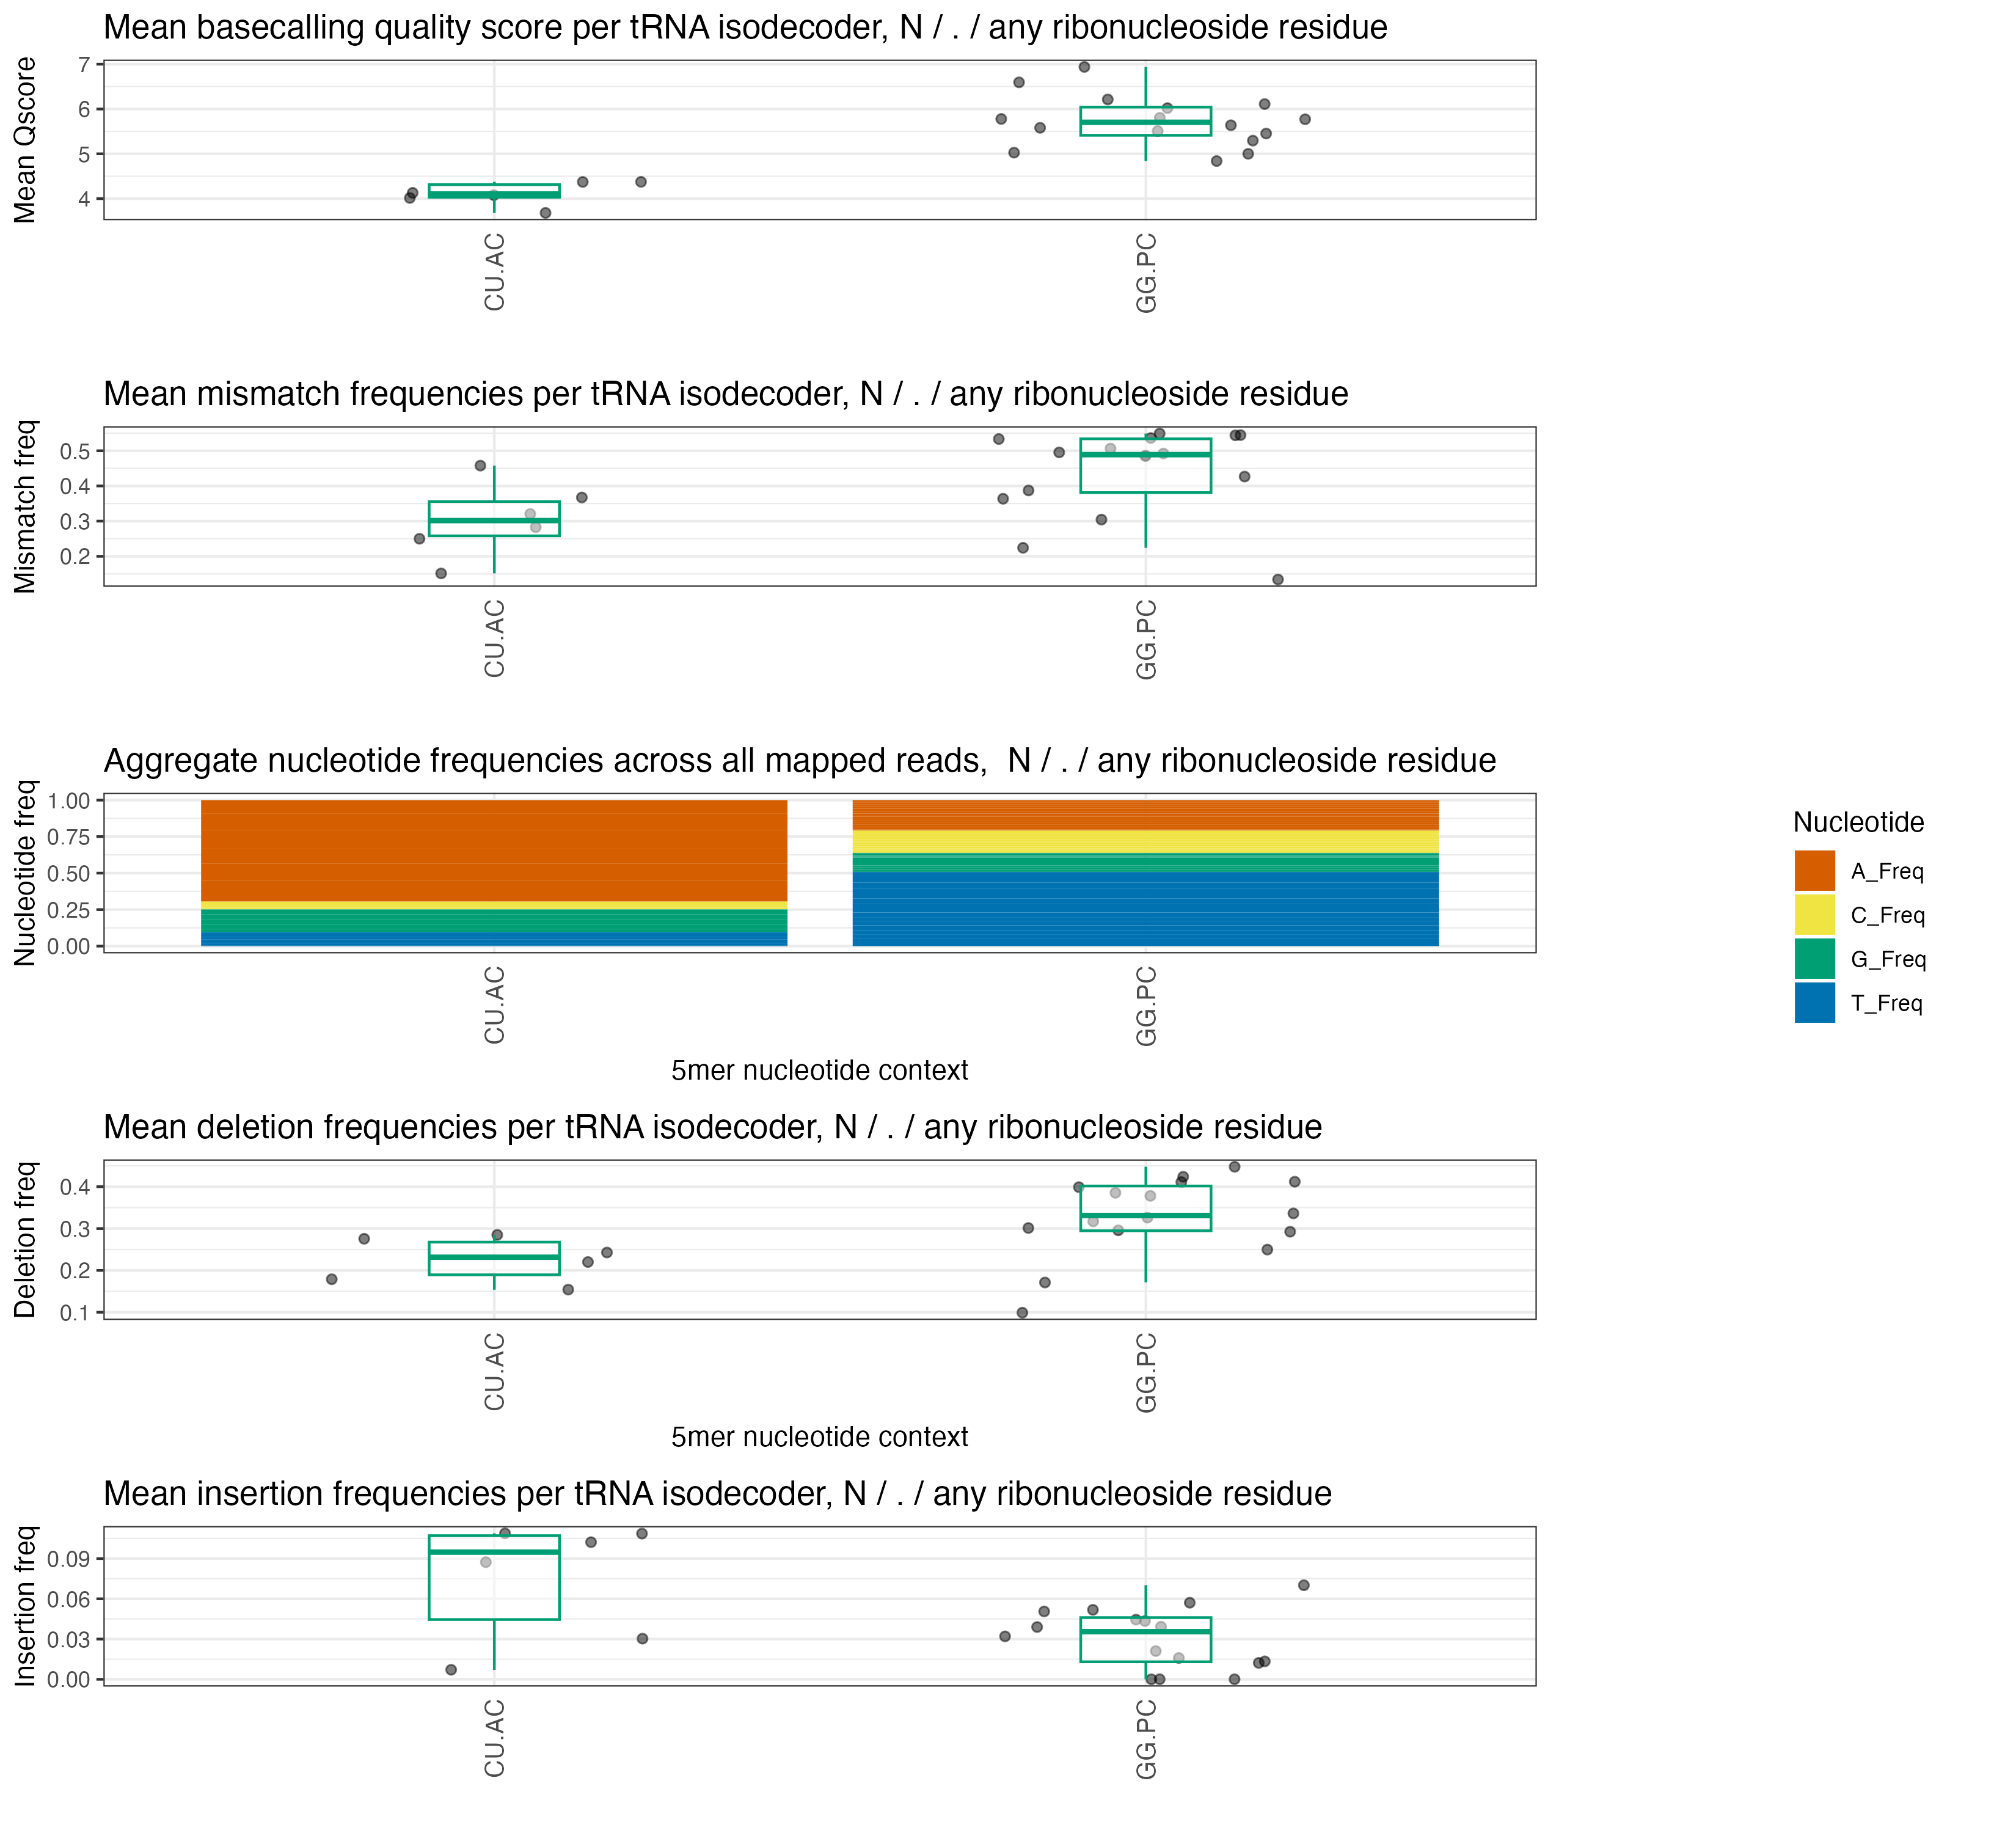 Mean basecalling quality score per tRNA isodecoder, N / . / any ribonucleoside residue
Mean Qscore
7
6
5
4
CU.AC
GG.PC
Mean mismatch frequencies per tRNA isodecoder, N / . / any ribonucleoside residue
Mismatch freq
0.5
0.4
0.3
0.2
CU.AC
GG.PC
Aggregate nucleotide frequencies across all mapped reads,  N / . / any ribonucleoside residue
Nucleotide freq
1.00
0.75
0.50
0.25
0.00
CU.AC
GG.PC
5mer nucleotide context
Nucleotide
A_Freq
C_Freq
G_Freq
T_Freq
Mean deletion frequencies per tRNA isodecoder, N / . / any ribonucleoside residue
Deletion freq
0.4
0.3
0.2
0.1
CU.AC
GG.PC
5mer nucleotide context
Mean insertion frequencies per tRNA isodecoder, N / . / any ribonucleoside residue
Insertion freq
0.09
0.06
0.03
0.00
CU.AC
GG.PC